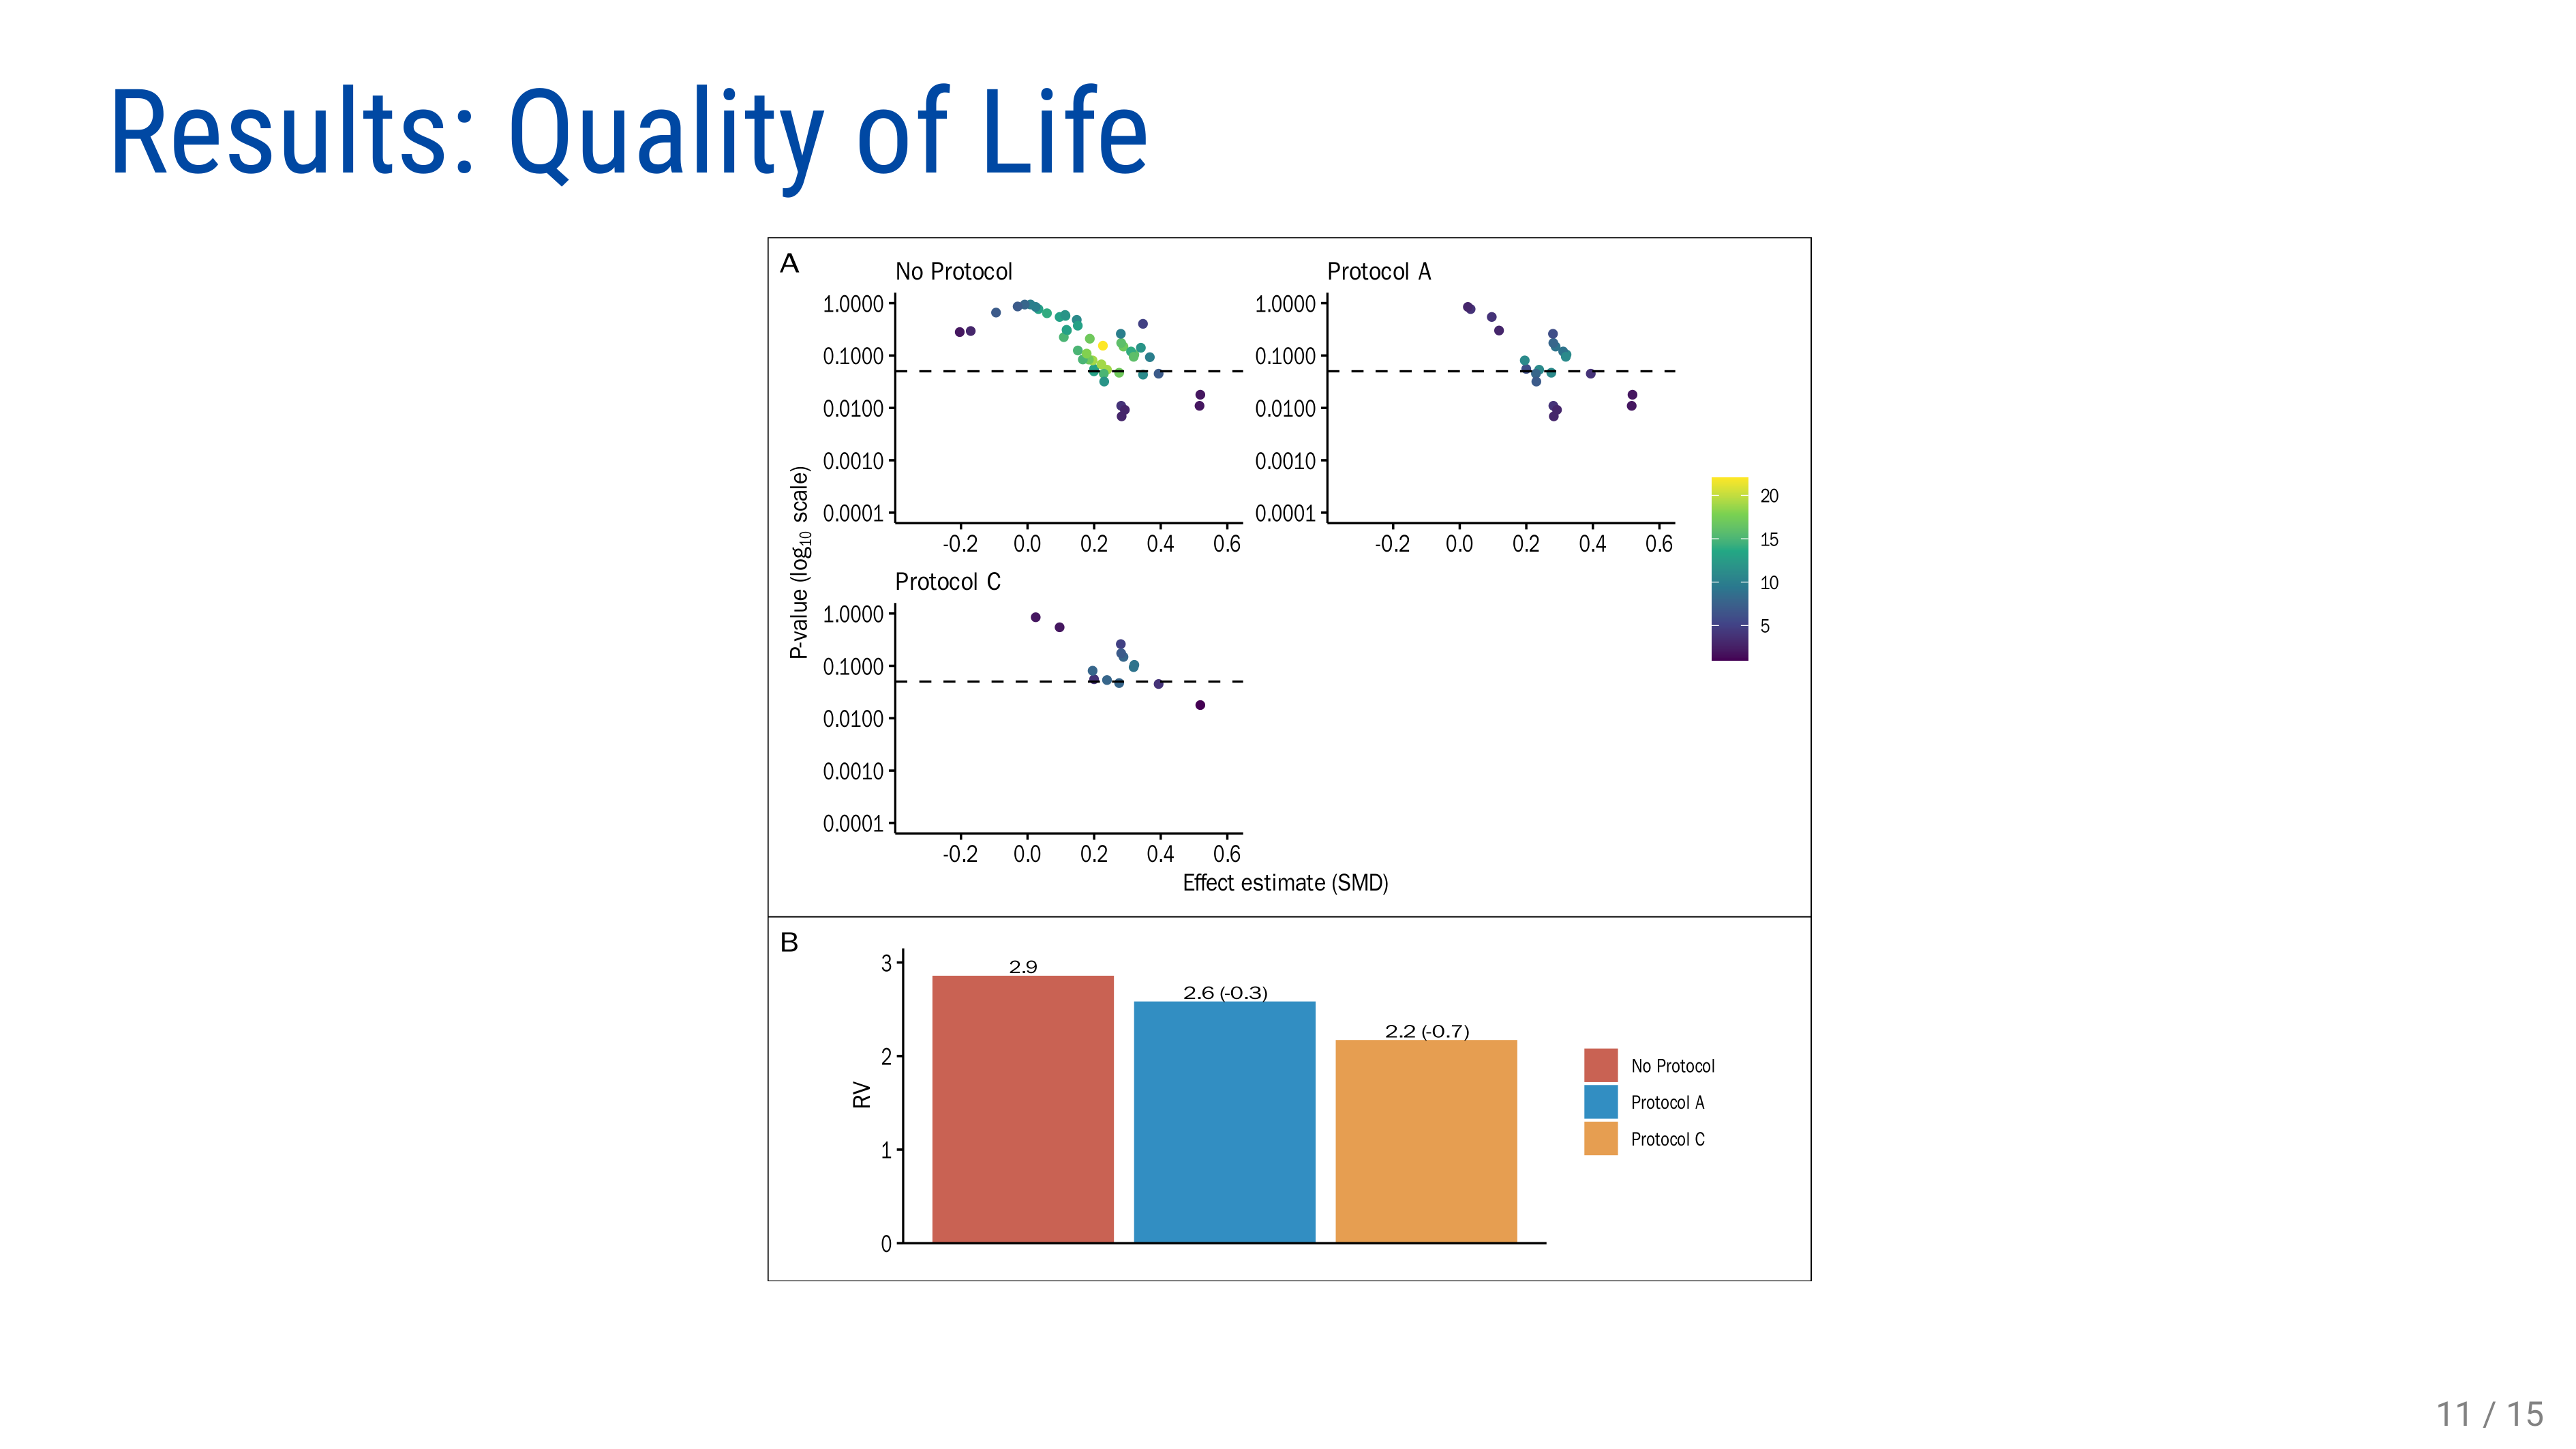 Results: Quality of Life
A
No Protocol
Protocol A
1.0000
0.1000
0.0100
0.0010
0.0001
-0.2 0.0 0.2 0.4 0.6
1.0000
0.1000
0.0100
0.0010
0.0001
-0.2 0.0 0.2 0.4 0.6
P-value (log10 scale)
Protocol C
1.0000
0.1000
0.0100
0.0010
0.0001
-0.2 0.0 0.2 0.4 0.6
Effect estimate (SMD)
20
15
10
5
B
RV
3
2
1
0
2.9
2.6 (-0.3)
2.2 (-0.7)
No Protocol
Protocol A
Protocol C
11 / 15